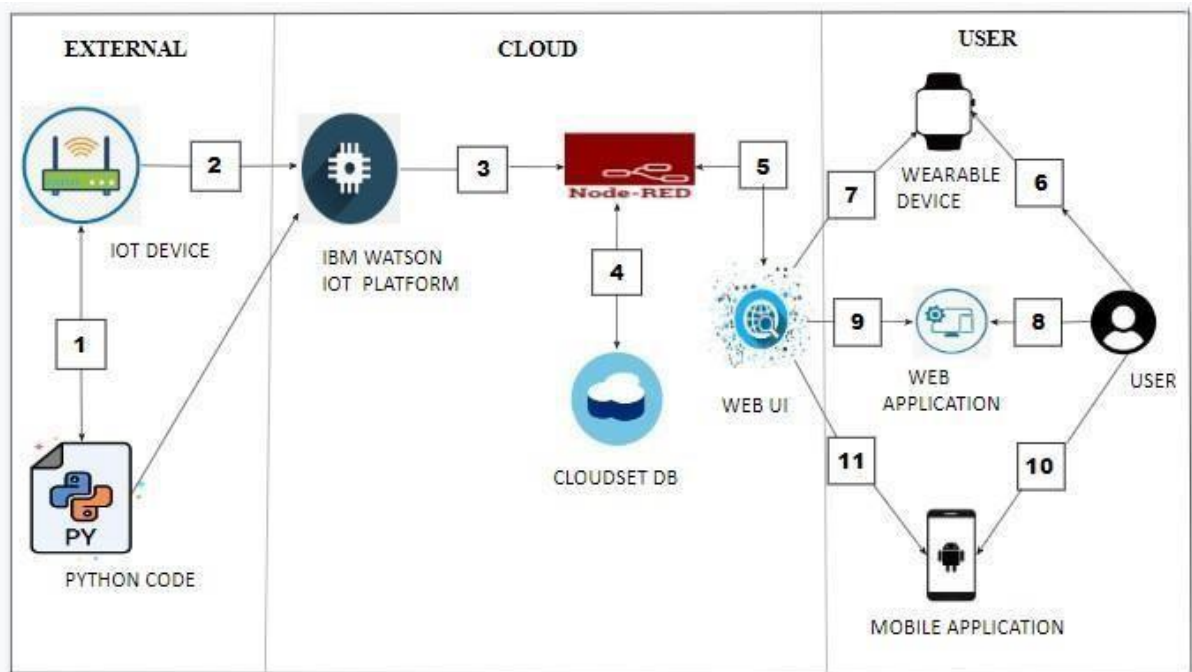 EXTERNAL
CLOUD
USER
2
3
Node-RED
5
7
WEARABLE
DEVICE
6
IOT DEVICE
IBM WATSON
IOT PLATFORM
4
1
9
8
WEB UI
WEB
APPLICATION
USER
PY
CLOUDSET DB
11
10
PYTHON CODE
MOBILE APPLICATION